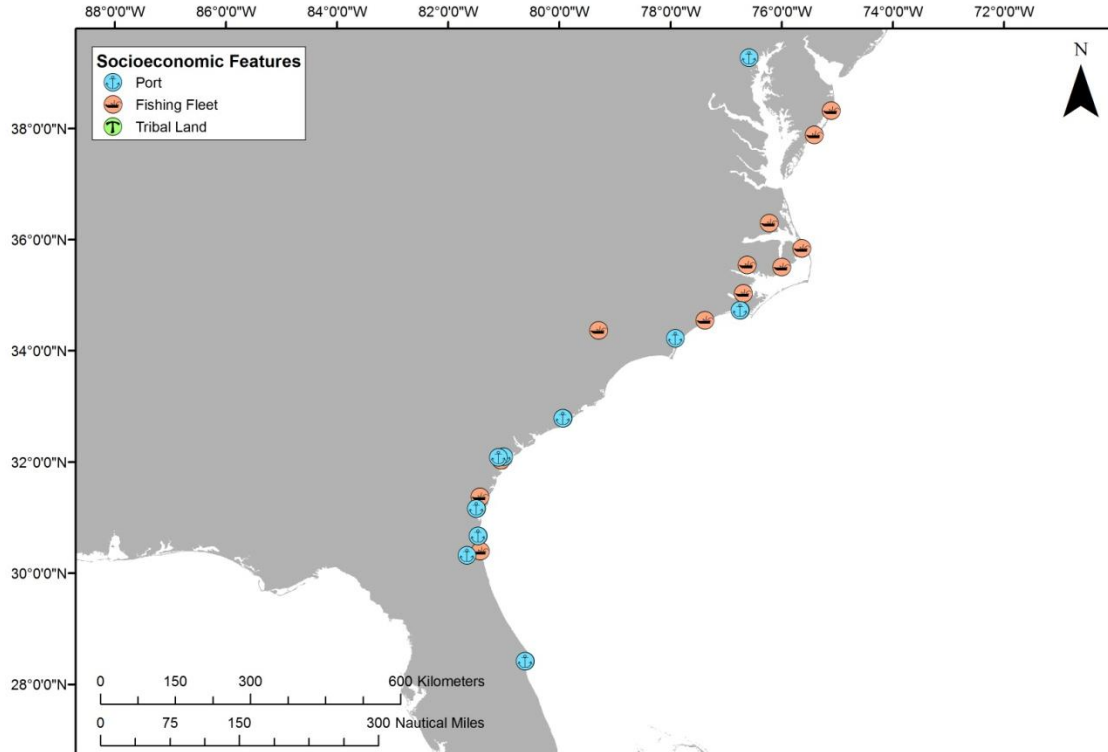 88°0'0"W 86°0'0"W 84°0'0"W 82°0'0"W 80°0'0"W 78°0'0"W 76°0'0"W 74°0'0"W 72°0'0"W
Socioeconomic Features
Port
Fishing Fleet
Tribal Land
N
38°0'0"N
36°0'0"N
34°0'0"N
32°0'0"N
30°0'0"N
28°0'0"N
0 150 300 600 Kilometers
0 75 150 300 Nautical Miles